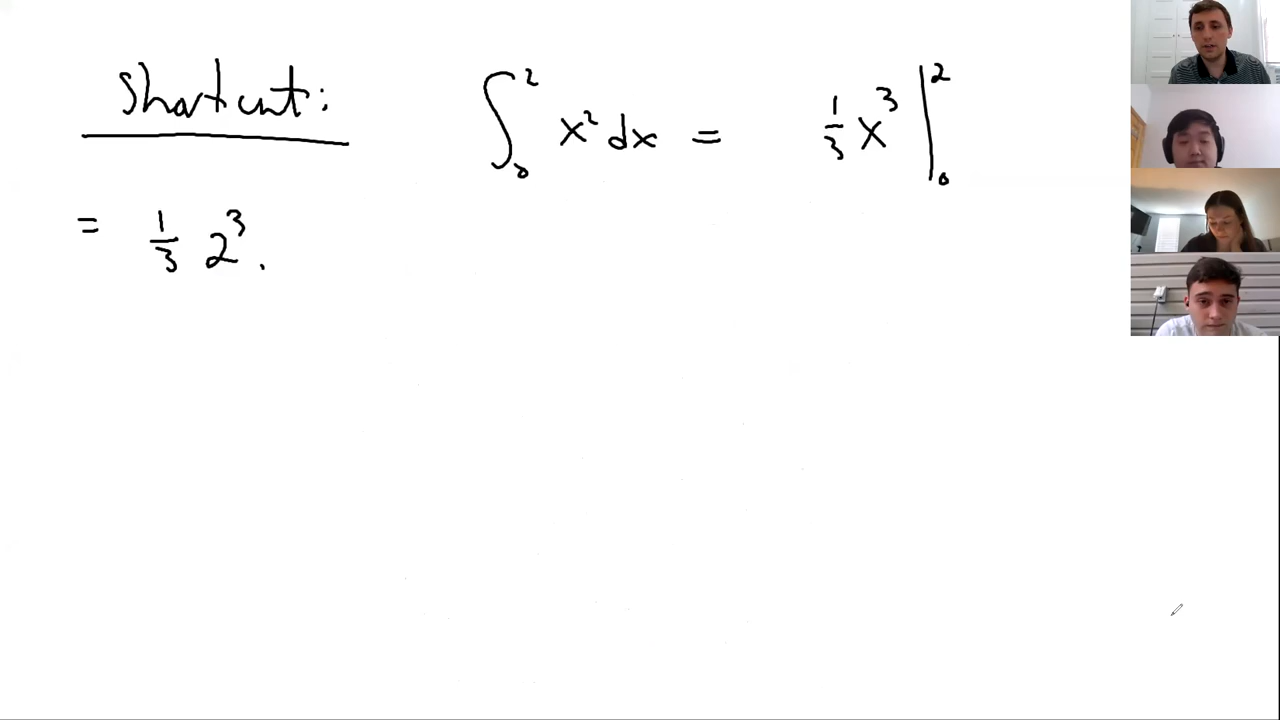 Shortcut: ∫₀² x² dx = 1/3 x³ |₀²
= 1/3 2³.